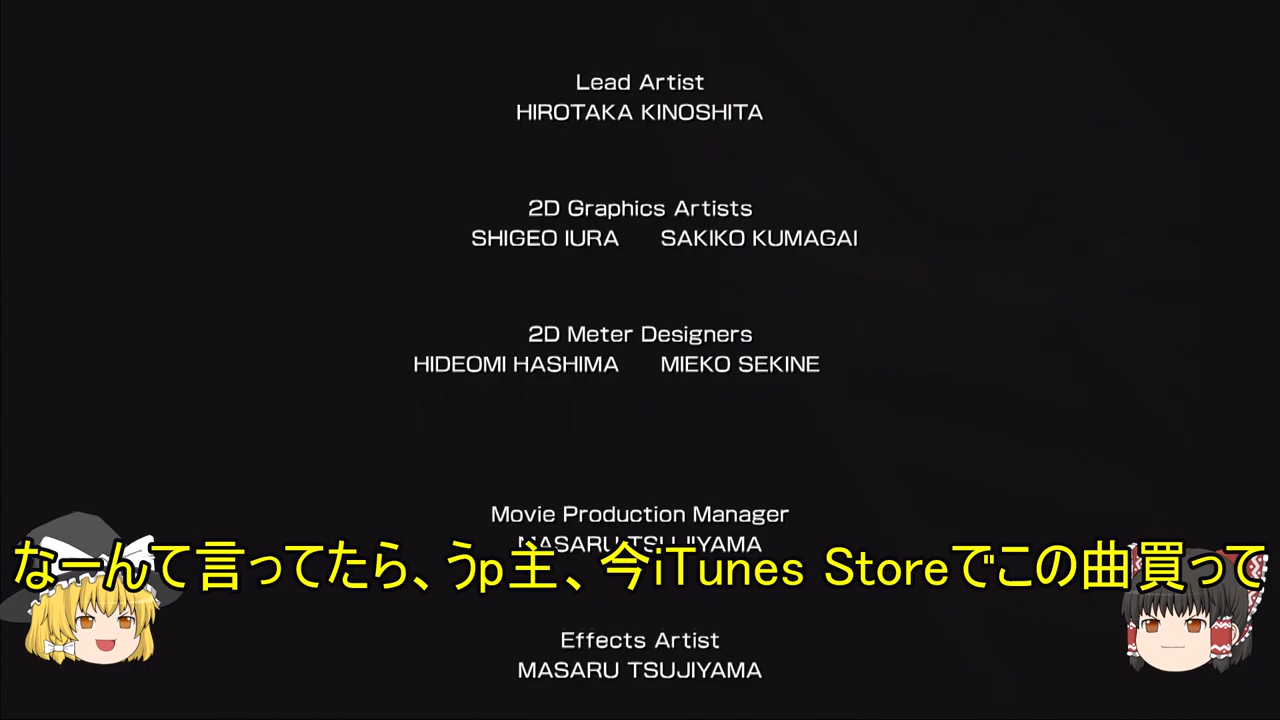 Lead Artist
HIROTAKA KINOSHITA
2D Graphics Artists
SHIGEO IURA SAKIKO KUMAGAI
2D Meter Designers
HIDEOMI HASHIMA MIEKO SEKINE
Movie Production Manager
MASARU TSUJIYAMA
なーんて言ってたら、うp主、今iTunes Storeでこの曲買って
Effects Artist
MASARU TSUJIYAMA